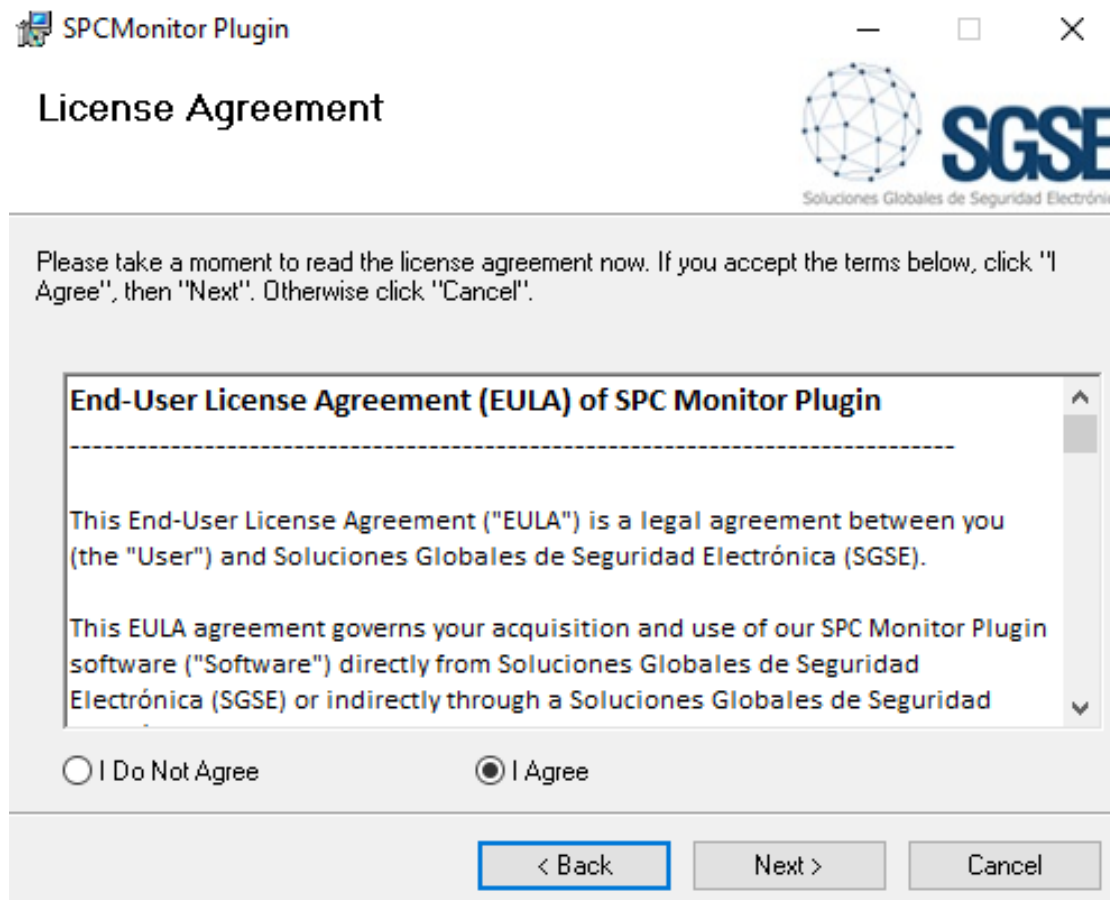 SPCMonitor Plugin
License Agreement
SGSE
Soluciones Globales de Seguridad
Please take a moment to read the license agreement now. If you accept the terms below, click "I
Agree", then "Next". Otherwise click "Cancel".
End-User License Agreement (EULA) of SPC Monitor Plugin
-------------------------------------------------------------------------------
This End-User License Agreement ("EULA") is a legal agreement between you
(the "User") and Soluciones Globales de Seguridad Electrónica (SGSE).
This EULA agreement governs your acquisition and use of our SPC Monitor Plugin
software ("Software") directly from Soluciones Globales de Seguridad
Electrónica (SGSE) or indirectly through a Soluciones Globales de Seguridad
I Do Not Agree
I Agree
< Back
Next >
Cancel